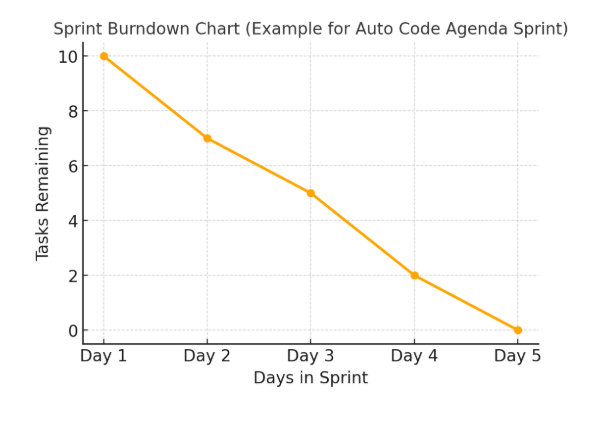 Sprint Burndown Chart (Example for Auto Code Agenda Sprint)
10
8
6
4
2
0
Tasks Remaining
Day 1 Day 2 Day 3 Day 4 Day 5
Days in Sprint